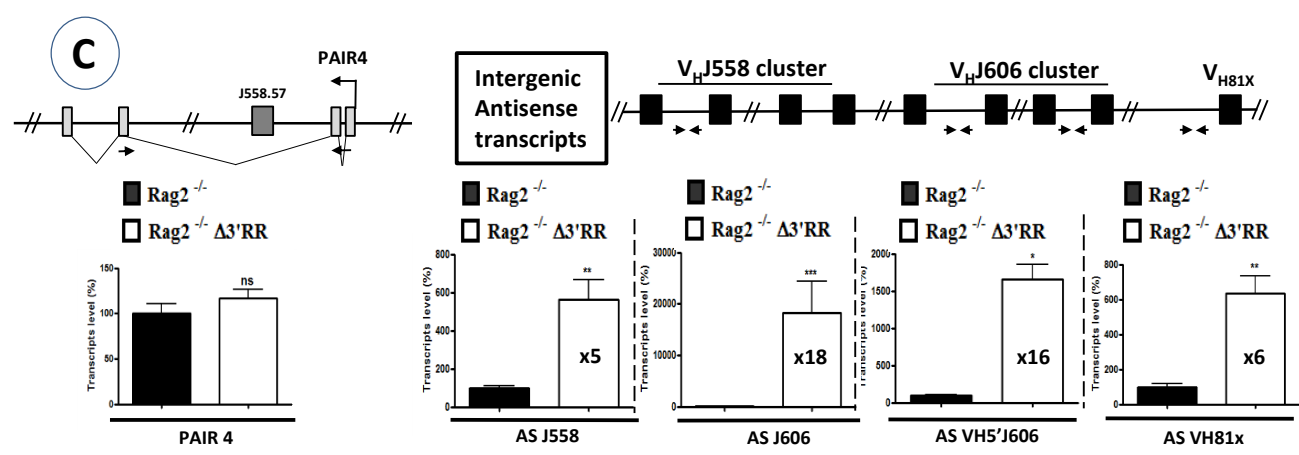 C
PAIR4
J558.57
Intergenic
Antisense
transcripts
VHJ558 cluster
VHJ606 cluster
VH81X
Rag2 -/-
Rag2 -/- Δ3'RR
Transcripts level (%)
150
100
50
0
ns
PAIR 4
Rag2 -/-
Rag2 -/- Δ3'RR
Transcripts level (%)
800
600
400
200
0
**
x5
AS J558
Rag2 -/-
Rag2 -/- Δ3'RR
Transcripts level (%)
30000
20000
10000
0
***
x18
AS J606
Rag2 -/-
Rag2 -/- Δ3'RR
Transcripts level (%)
2000
1500
1000
500
0
*
x16
AS VH5'J606
Rag2 -/-
Rag2 -/- Δ3'RR
Transcripts level (%)
800
600
400
200
0
**
x6
AS VH81x